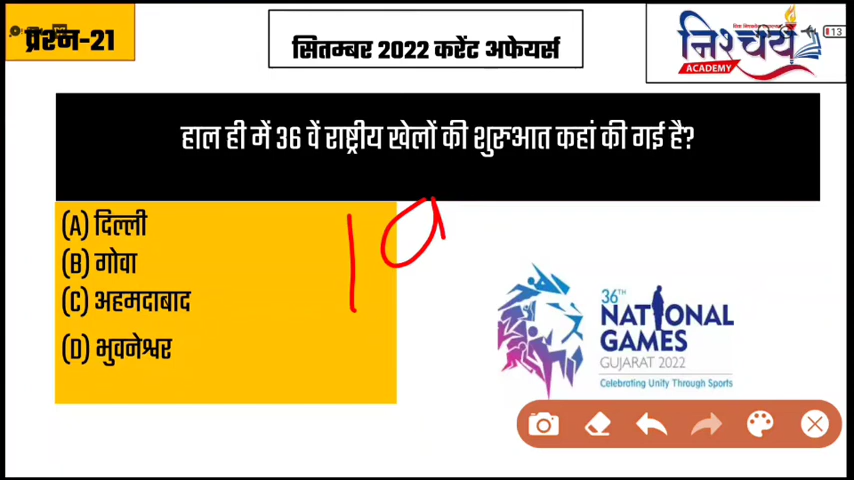 प्रश्न-21
सितम्बर 2022 करेंट अफेयर्स
निश्चय
ACADEMY
13
हाल ही में 36 वें राष्ट्रीय खेलों की शुरुआत कहां की गई है?
(A) दिल्ली
(B) गोवा
(C) अहमदाबाद
(D) भुवनेश्वर
36TH
NATIONAL
GAMES
GUJARAT 2022
Celebrating Unity Through Sports